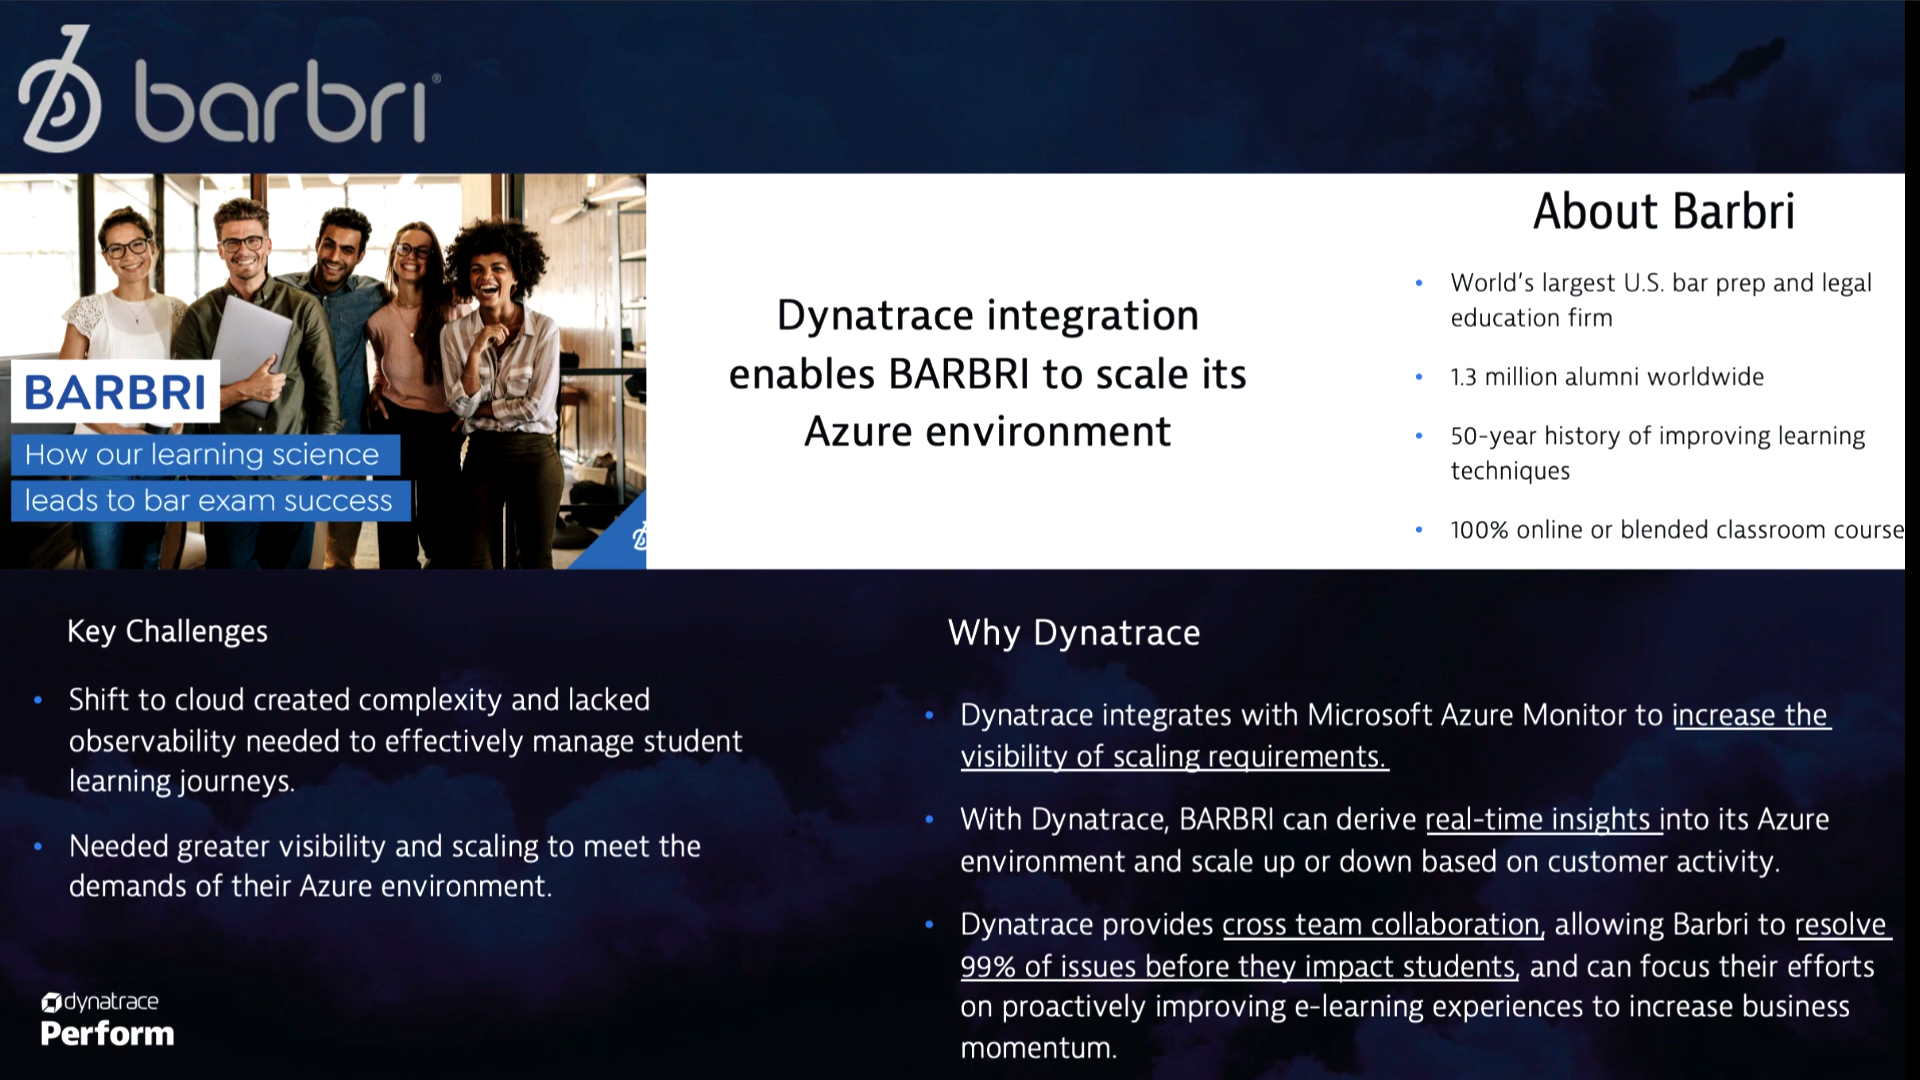 barbri®
BARBRI
How our learning science
leads to bar exam success
Dynatrace integration
enables BARBRI to scale its
Azure environment
About Barbri
• World's largest U.S. bar prep and legal
education firm
• 1.3 million alumni worldwide
• 50-year history of improving learning
techniques
• 100% online or blended classroom course
Key Challenges
• Shift to cloud created complexity and lacked
observability needed to effectively manage student
learning journeys.
• Needed greater visibility and scaling to meet the
demands of their Azure environment.
Why Dynatrace
• Dynatrace integrates with Microsoft Azure Monitor to increase the
visibility of scaling requirements.
• With Dynatrace, BARBRI can derive real-time insights into its Azure
environment and scale up or down based on customer activity.
• Dynatrace provides cross team collaboration, allowing Barbri to resolve
99% of issues before they impact students, and can focus their efforts
on proactively improving e-learning experiences to increase business
momentum.
dynatrace
Perform